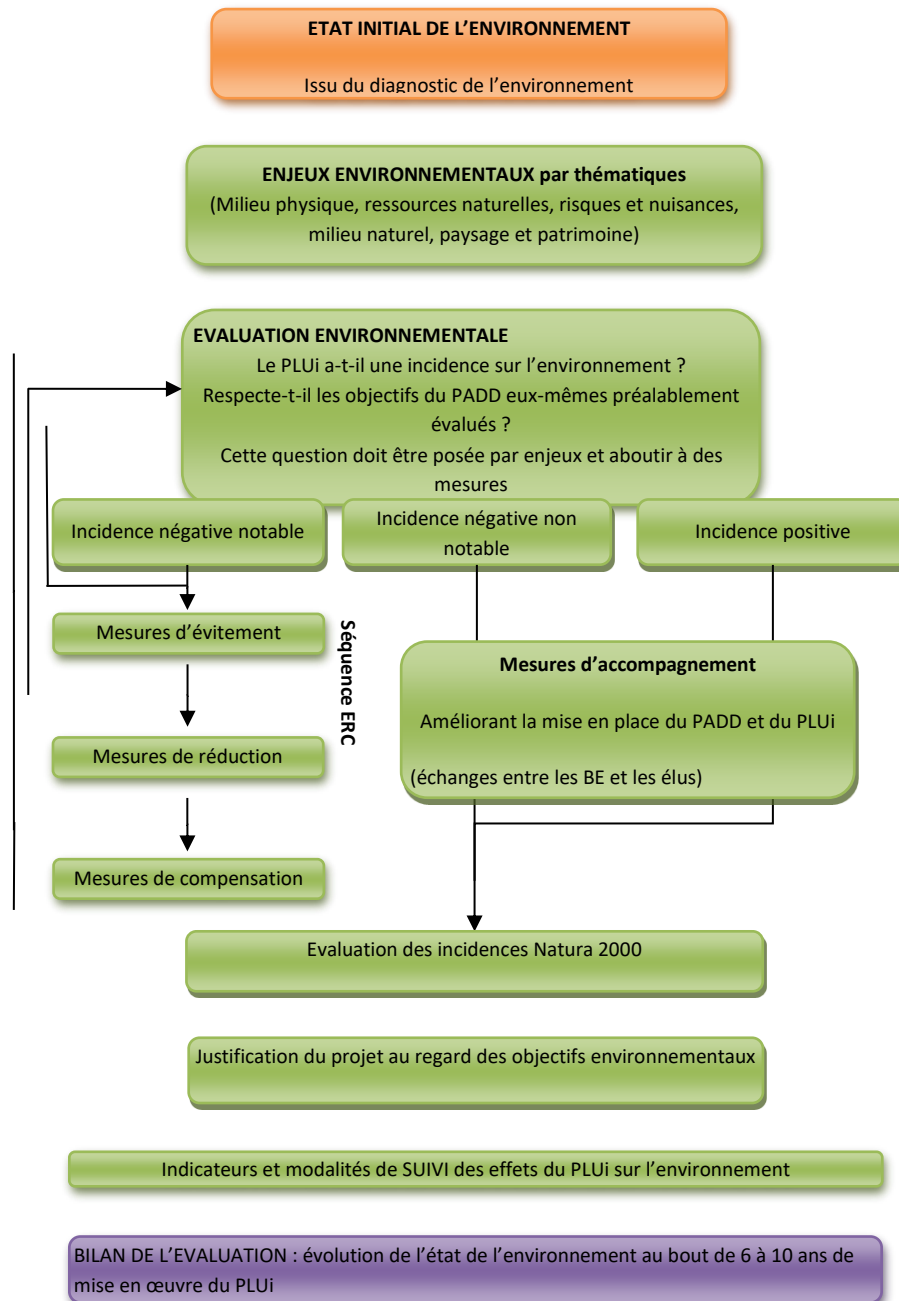 ETAT INITIAL DE L’ENVIRONNEMENT
Issu du diagnostic de l’environnement
ENJEUX ENVIRONNEMENTAUX par thématiques
(Milieu physique, ressources naturelles, risques et nuisances,
milieu naturel, paysage et patrimoine)
EVALUATION ENVIRONNEMENTALE
Le PLUi a-t-il une incidence sur l’environnement ?
Respecte-t-il les objectifs du PADD eux-mêmes préalablement
évalués ?
Cette question doit être posée par enjeux et aboutir à des
mesures
Incidence négative notable
Incidence négative non
notable
Incidence positive
Mesures d’évitement
Mesures de réduction
Mesures de compensation
Séquence ERC
Mesures d’accompagnement
Améliorant la mise en place du PADD et du PLUi
(échanges entre les BE et les élus)
Evaluation des incidences Natura 2000
Justification du projet au regard des objectifs environnementaux
Indicateurs et modalités de SUIVI des effets du PLUi sur l’environnement
BILAN DE L’EVALUATION : évolution de l’état de l’environnement au bout de 6 à 10 ans de
mise en œuvre du PLUi